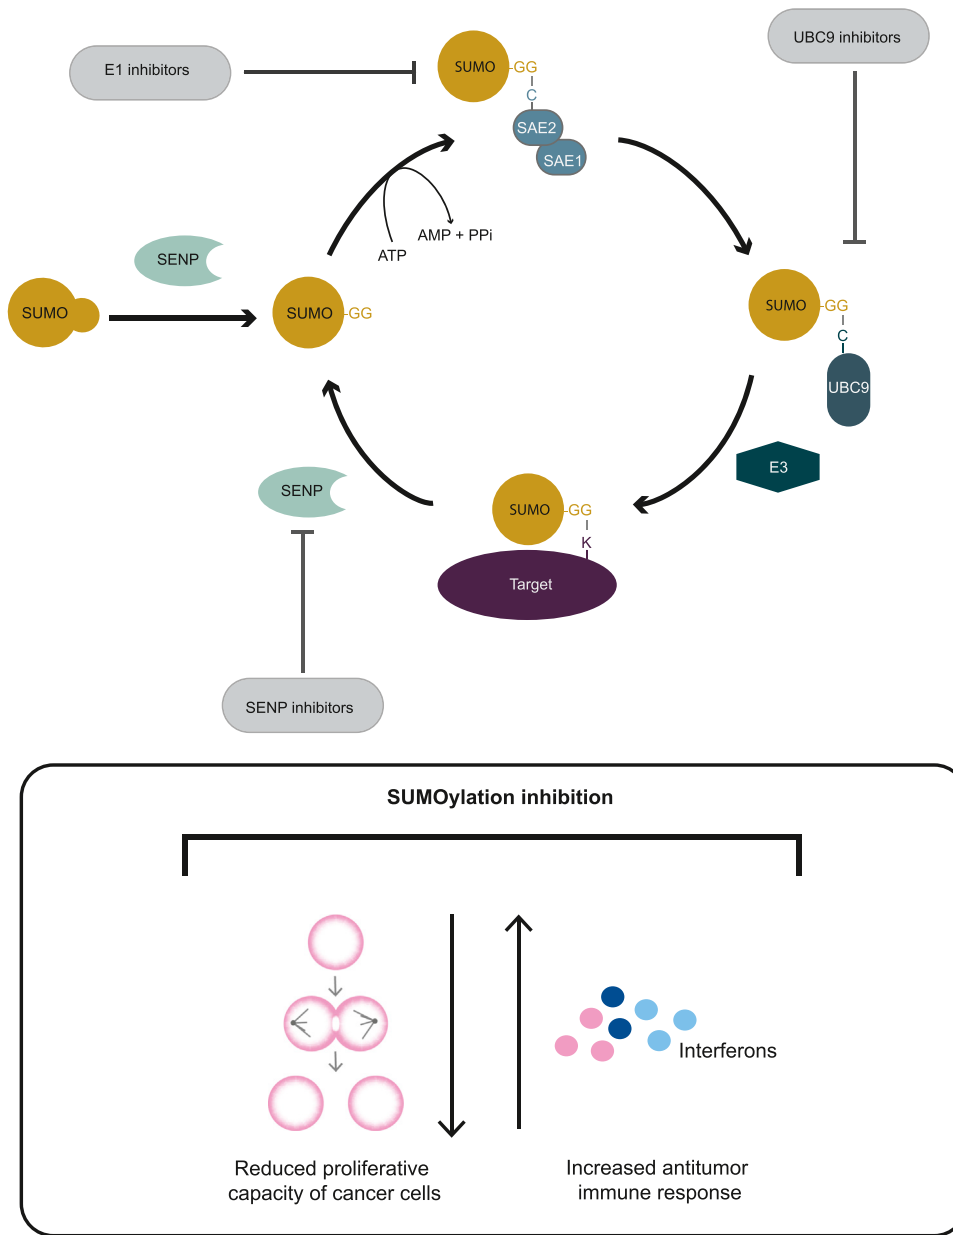 E1 inhibitors
UBC9 inhibitors
SUMO
-GG
C
SAE2
SAE1
ATP
AMP + PPi
SENP
SUMO
SUMO
-GG
SUMO
-GG
C
UBC9
E3
SENP
SUMO
-GG
K
Target
SENP inhibitors
SUMOylation inhibition
Interferons
Reduced proliferative
capacity of cancer cells
Increased antitumor
immune response